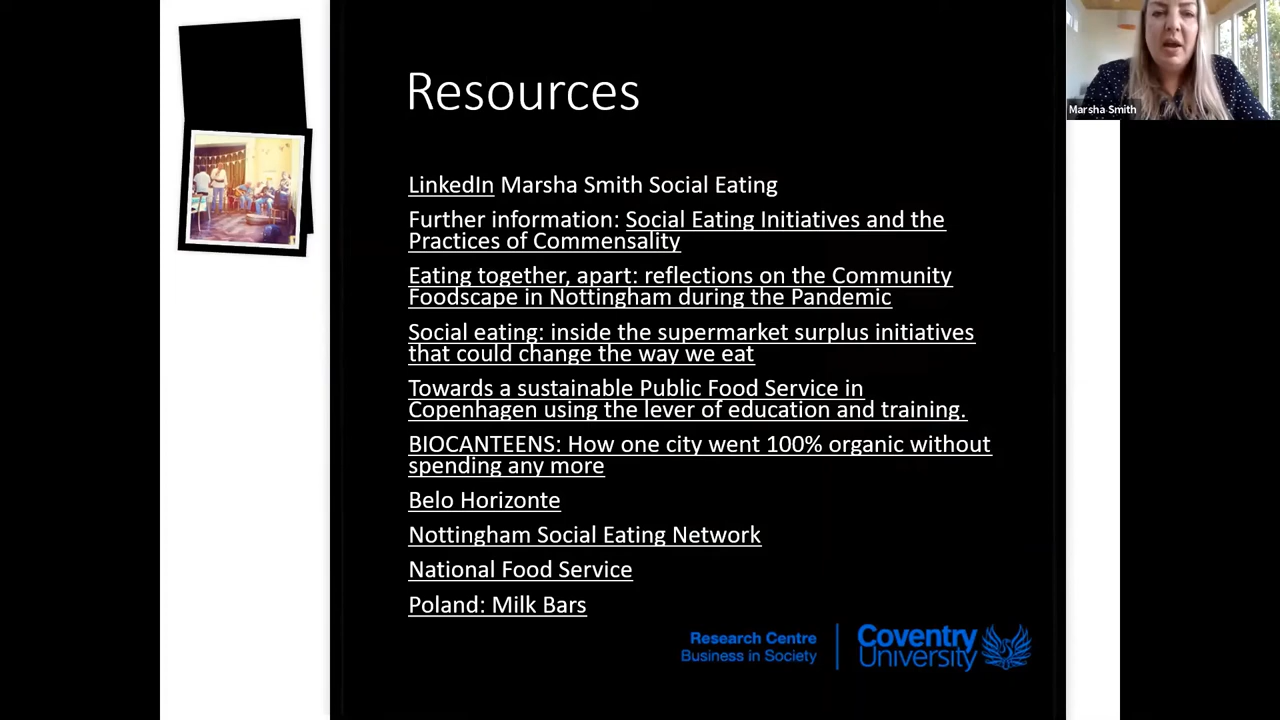 Resources
Marsha Smith
LinkedIn Marsha Smith Social Eating
Further information: Social Eating Initiatives and the
Practices of Commensality
Eating together, apart: reflections on the Community
Foodscape in Nottingham during the Pandemic
Social eating: inside the supermarket surplus initiatives
that could change the way we eat
Towards a sustainable Public Food Service in
Copenhagen using the lever of education and training.
BIOCANTEENS: How one city went 100% organic without
spending any more
Belo Horizonte
Nottingham Social Eating Network
National Food Service
Poland: Milk Bars
Research Centre
Business in Society
Coventry
University